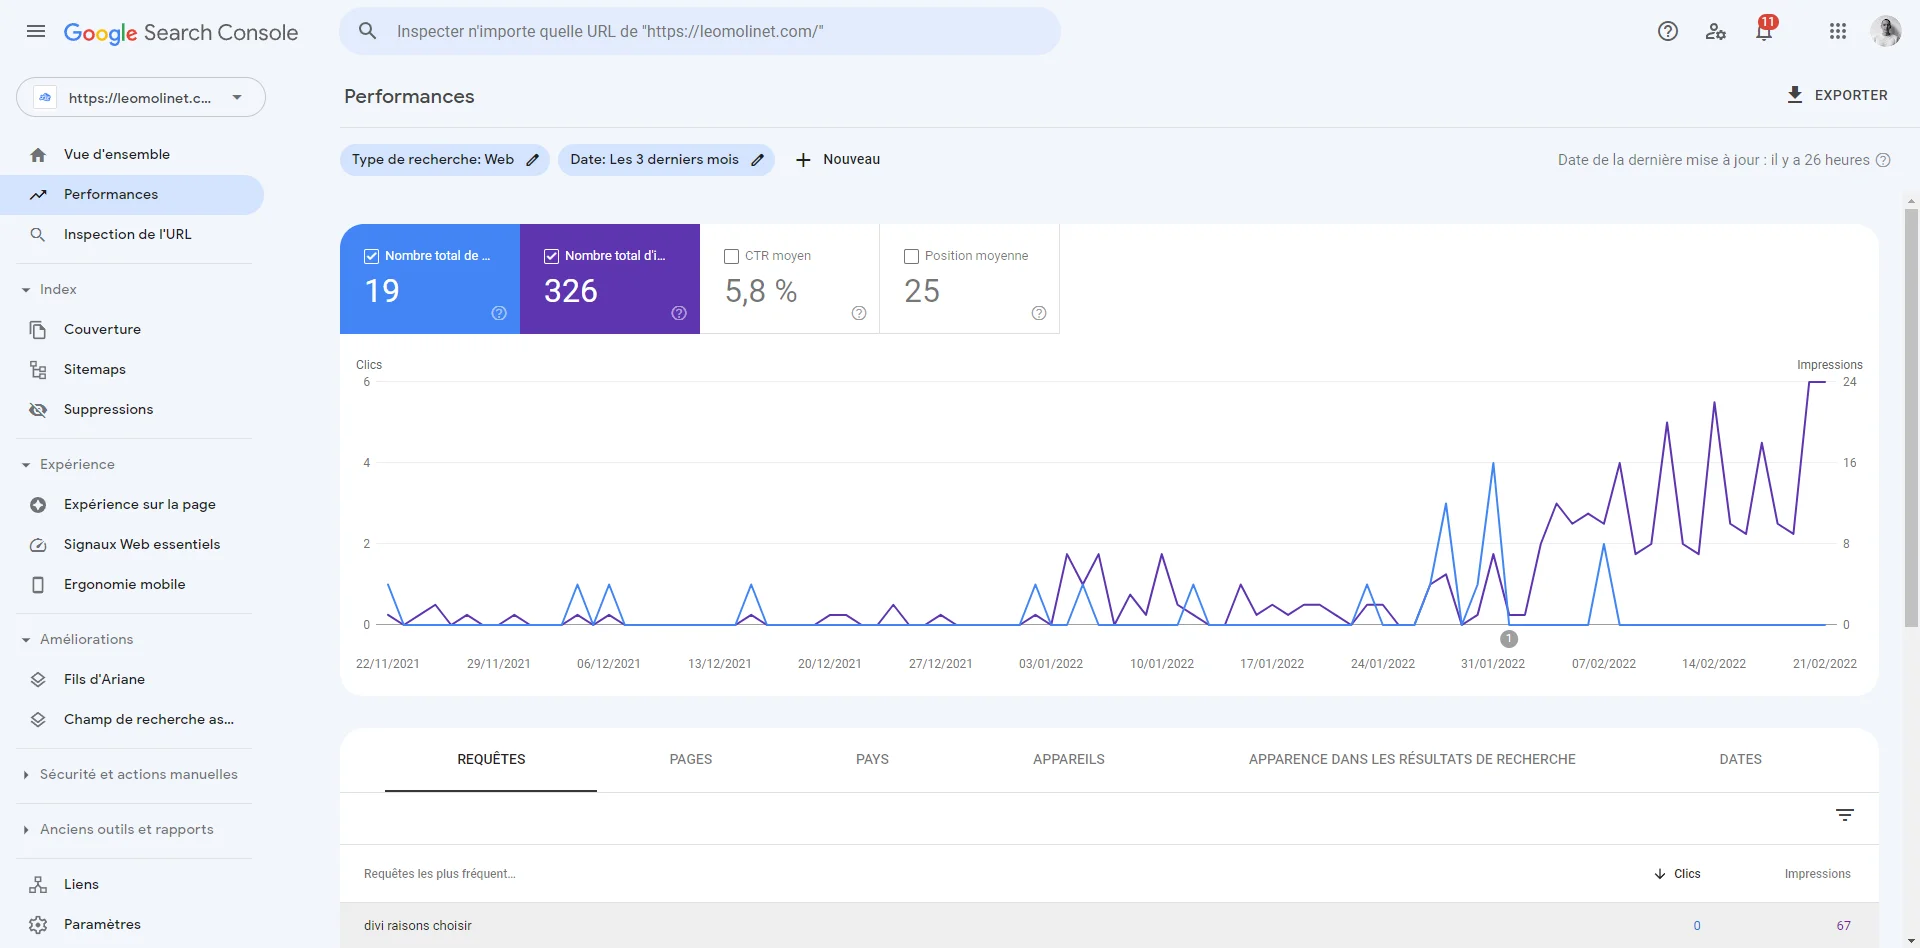 Google Search Console
Inspecter n'importe quelle URL de "https://leomolinet.com/"
11
https://leomolinet.c...
Performances
EXPORTER
Vue d'ensemble
Performances
Inspection de l'URL
Index
Couverture
Sitemaps
Suppressions
Expérience
Expérience sur la page
Signaux Web essentiels
Ergonomie mobile
Améliorations
Fils d'Ariane
Champ de recherche as...
Sécurité et actions manuelles
Anciens outils et rapports
Liens
Paramètres
Type de recherche: Web
Date: Les 3 derniers mois
Nouveau
Date de la dernière mise à jour : il y a 26 heures
Nombre total de ...
19
Nombre total d'i...
326
CTR moyen
5,8 %
Position moyenne
25
Clics
Impressions
6
24
4
16
2
8
0
0
1
22/11/2021 29/11/2021 06/12/2021 13/12/2021 20/12/2021 27/12/2021 03/01/2022 10/01/2022 17/01/2022 24/01/2022 31/01/2022 07/02/2022 14/02/2022 21/02/2022
REQUÊTES PAGES PAYS APPAREILS APPARENCE DANS LES RÉSULTATS DE RECHERCHE DATES
Requêtes les plus fréquent... Clics Impressions
divi raisons choisir 0 67